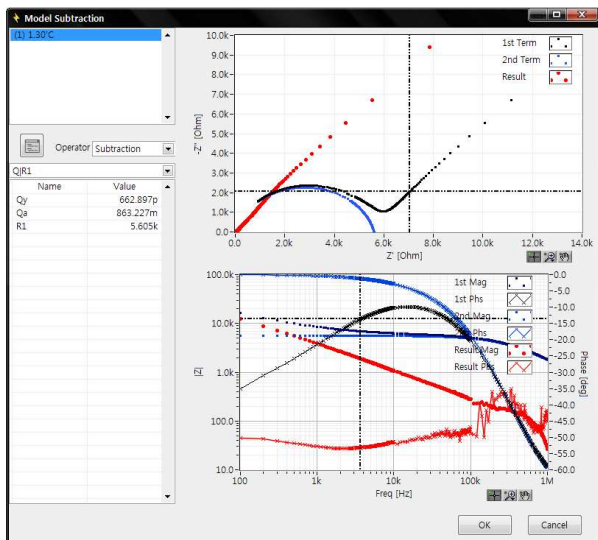 Model Subtraction
(1) 1.30℃
Operator Subtraction
Q|R1
Name Value
Qy 662.897p
Qa 863.227m
R1 5.605k
10.0k
9.0k
8.0k
7.0k
6.0k
5.0k
4.0k
3.0k
2.0k
1.0k
0.0
-Z" [Ohm]
1st Term
2nd Term
Result
0.0 2.0k 4.0k 6.0k 8.0k 10.0k 12.0k 14.0k
Z' [Ohm]
100.0k
10.0k
1.0k
100.0
10.0
|Z|
1st Mag
1st Phs
2nd Mag
Phs
Result Mag
Result Phs
0.0
-5.0
-10.0
-15.0
-20.0
-25.0
-30.0
-35.0
-40.0
-45.0
-50.0
-55.0
-60.0
Phase [deg]
100 1k 10k 100k 1M
Freq [Hz]
OK Cancel